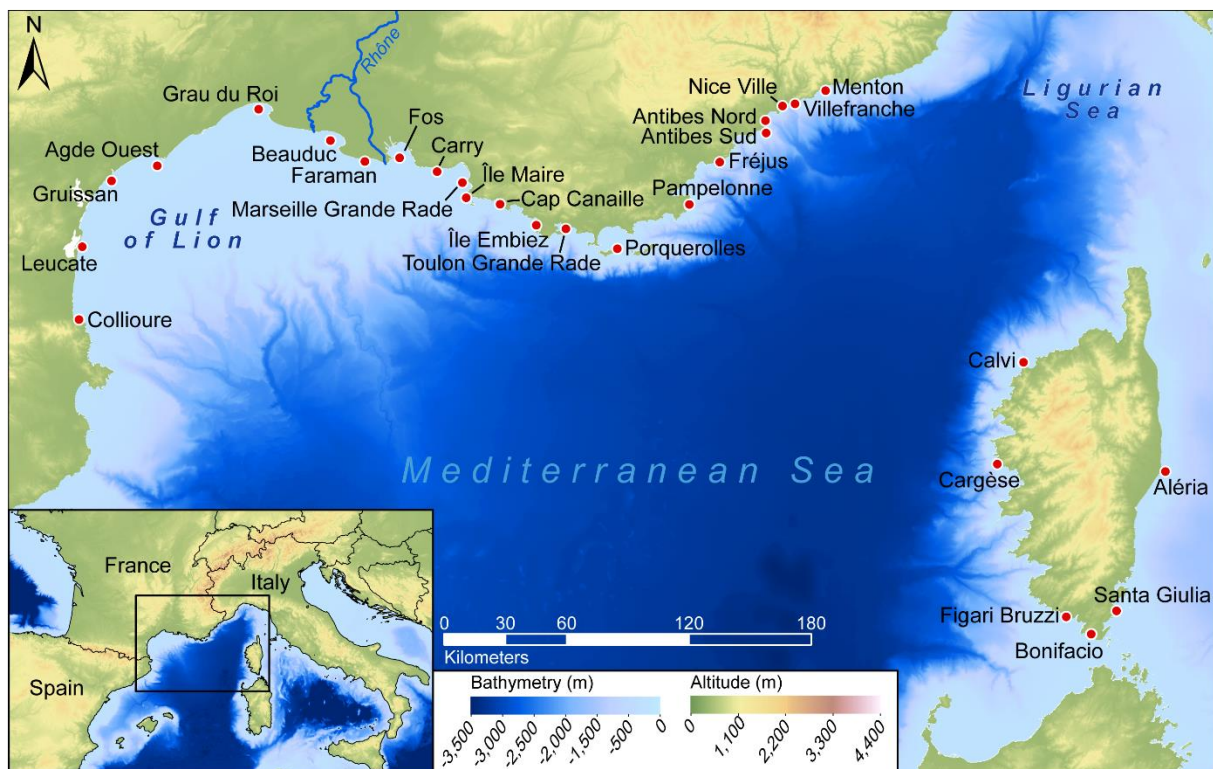 N
Rhône
Grau du Roi
Nice Ville
Menton
Villefranche
Ligurian
Sea
Antibes Nord
Antibes Sud
Fos
Agde Ouest
Beauduc
Carry
Fréjus
Faraman
Île Maire
Gruissan
Pampelonne
Marseille Grande Rade
Cap Canaille
Gulf
of Lion
Île Embiez
Leucate
Toulon Grande Rade
Porquerolles
Collioure
Calvi
Mediterranean Sea
Cargèse
Aléria
Santa Giulia
Figari Bruzzi
Bonifacio
France
Italy
Spain
0 30 60 120 180
Kilometers
Bathymetry (m)
-3,500 -3,000 -2,500 -2,000 -1,500 -500 0
Altitude (m)
0 1,100 2,200 3,300 4,400